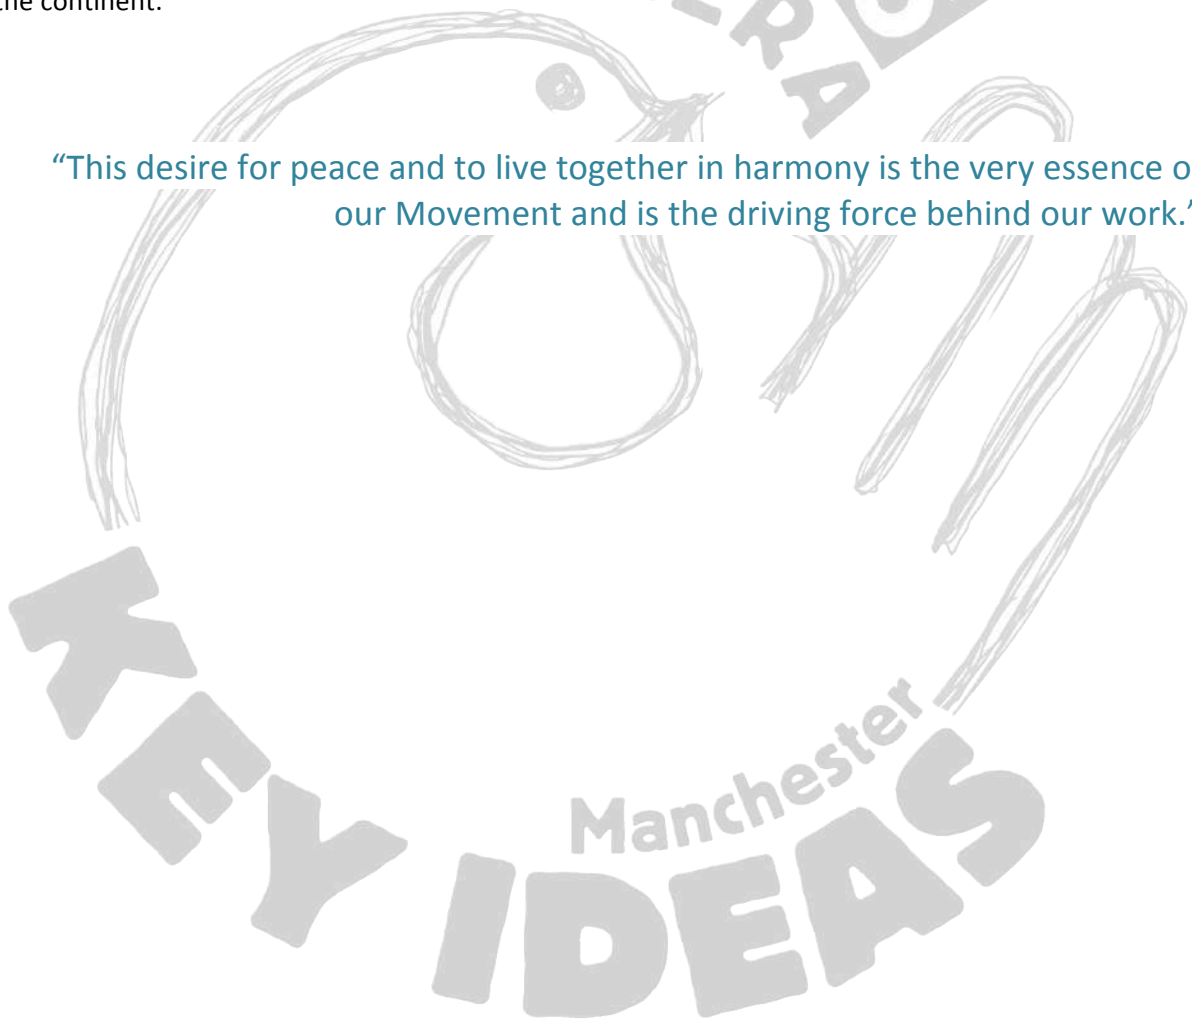 the continent.
“This desire for peace and to live together in harmony is the very essence o
our Movement and is the driving force behind our work.”
Manchester
KEY IDEAS